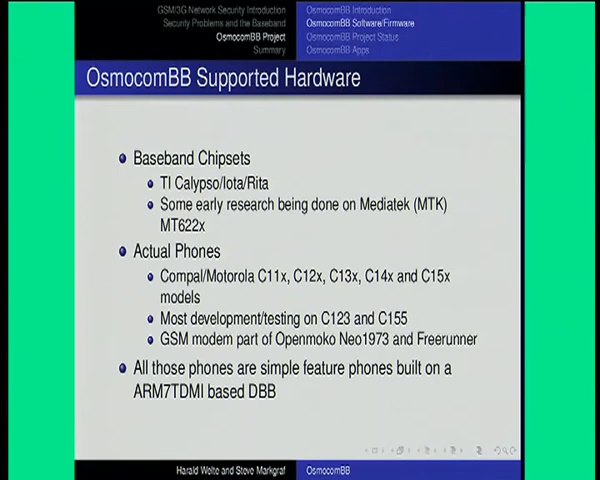 GSM/3G Network Security Introduction
Security Problems and the Baseband
OsmocomBB Project
Summary
OsmocomBB Introduction
OsmocomBB Software/Firmware
OsmocomBB Project Status
OsmocomBB Apps
OsmocomBB Supported Hardware
Baseband Chipsets
TI Calypso/Iota/Rita
Some early research being done on Mediatek (MTK)
MT622x
Actual Phones
Compal/Motorola C11x, C12x, C13x, C14x and C15x
models
Most development/testing on C123 and C155
GSM modem part of Openmoko Neo1973 and Freerunner
All those phones are simple feature phones built on a
ARM7TDMI based DBB
Harald Welte and Steve Markgraf
OsmocomBB